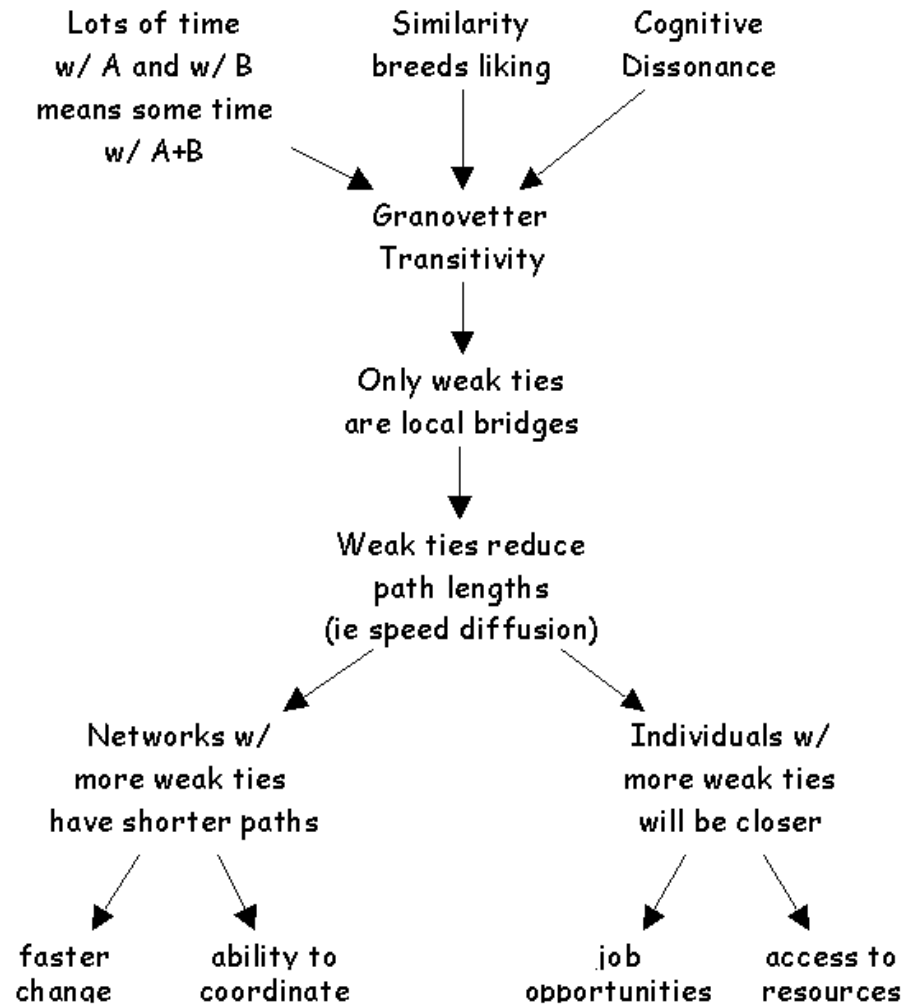 Lots of time
w/ A and w/ B
means some time
w/ A+B
Similarity
breeds liking
Cognitive
Dissonance
Granovetter
Transitivity
Only weak ties
are local bridges
Weak ties reduce
path lengths
(ie speed diffusion)
Networks w/
more weak ties
have shorter paths
Individuals w/
more weak ties
will be closer
faster
change
ability to
coordinate
job
opportunities
access to
resources